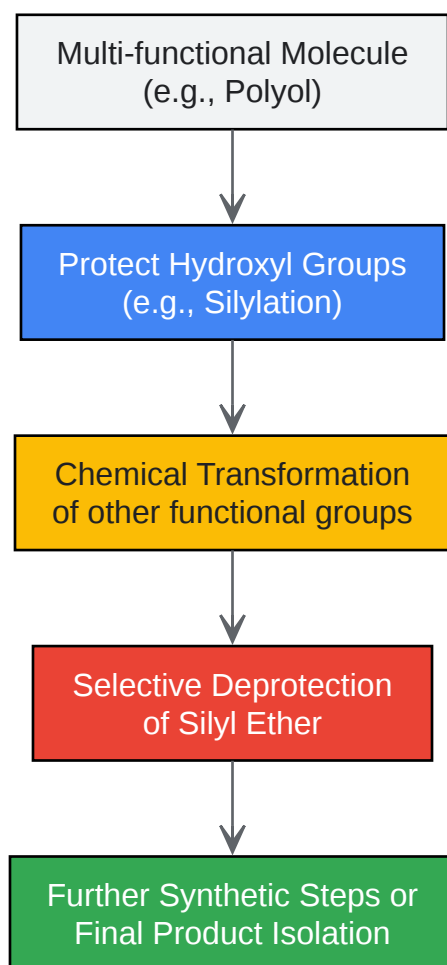 Multi-functional Molecule
(e.g., Polyol)
Protect Hydroxyl Groups
(e.g., Silylation)
Chemical Transformation
of other functional groups
Selective Deprotection
of Silyl Ether
Further Synthetic Steps or
Final Product Isolation